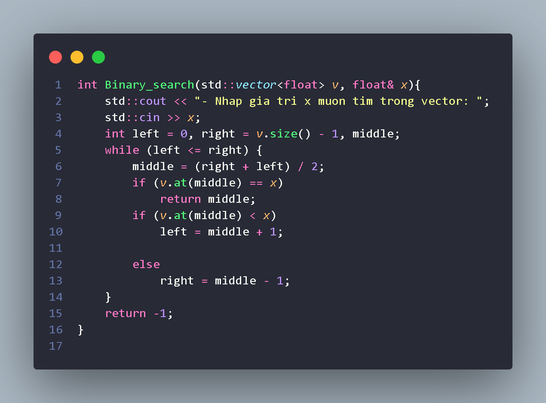 1 int Binary_search(std::vector<float> v, float& x){
2     std::cout << "- Nhap gia tri x muon tim trong vector: ";
3     std::cin >> x;
4     int left = 0, right = v.size() - 1, middle;
5     while (left <= right) {
6         middle = (right + left) / 2;
7         if (v.at(middle) == x)
8             return middle;
9         if (v.at(middle) < x)
10             left = middle + 1;
11
12         else
13             right = middle - 1;
14     }
15     return -1;
16 }
17